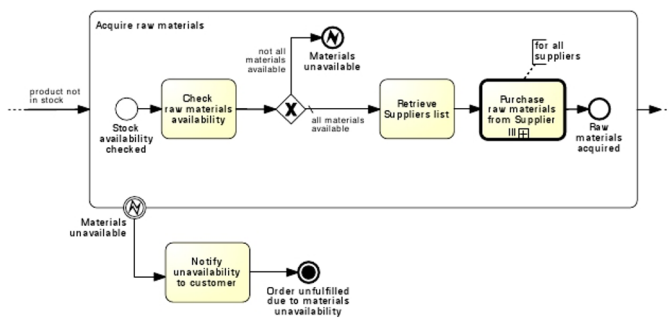 Acquire raw materials
product not
in stock
Stock
availability
checked
Check
raw materials
availability
not all
materials
available
Materials
unavailable
X
all materials
available
Retrieve
Suppliers list
for all
suppliers
Purchase
raw materials
from Supplier
Raw
materials
acquired
Materials
unavailable
Notify
unavailability
to customer
Order unfulfilled
due to materials
unavailability